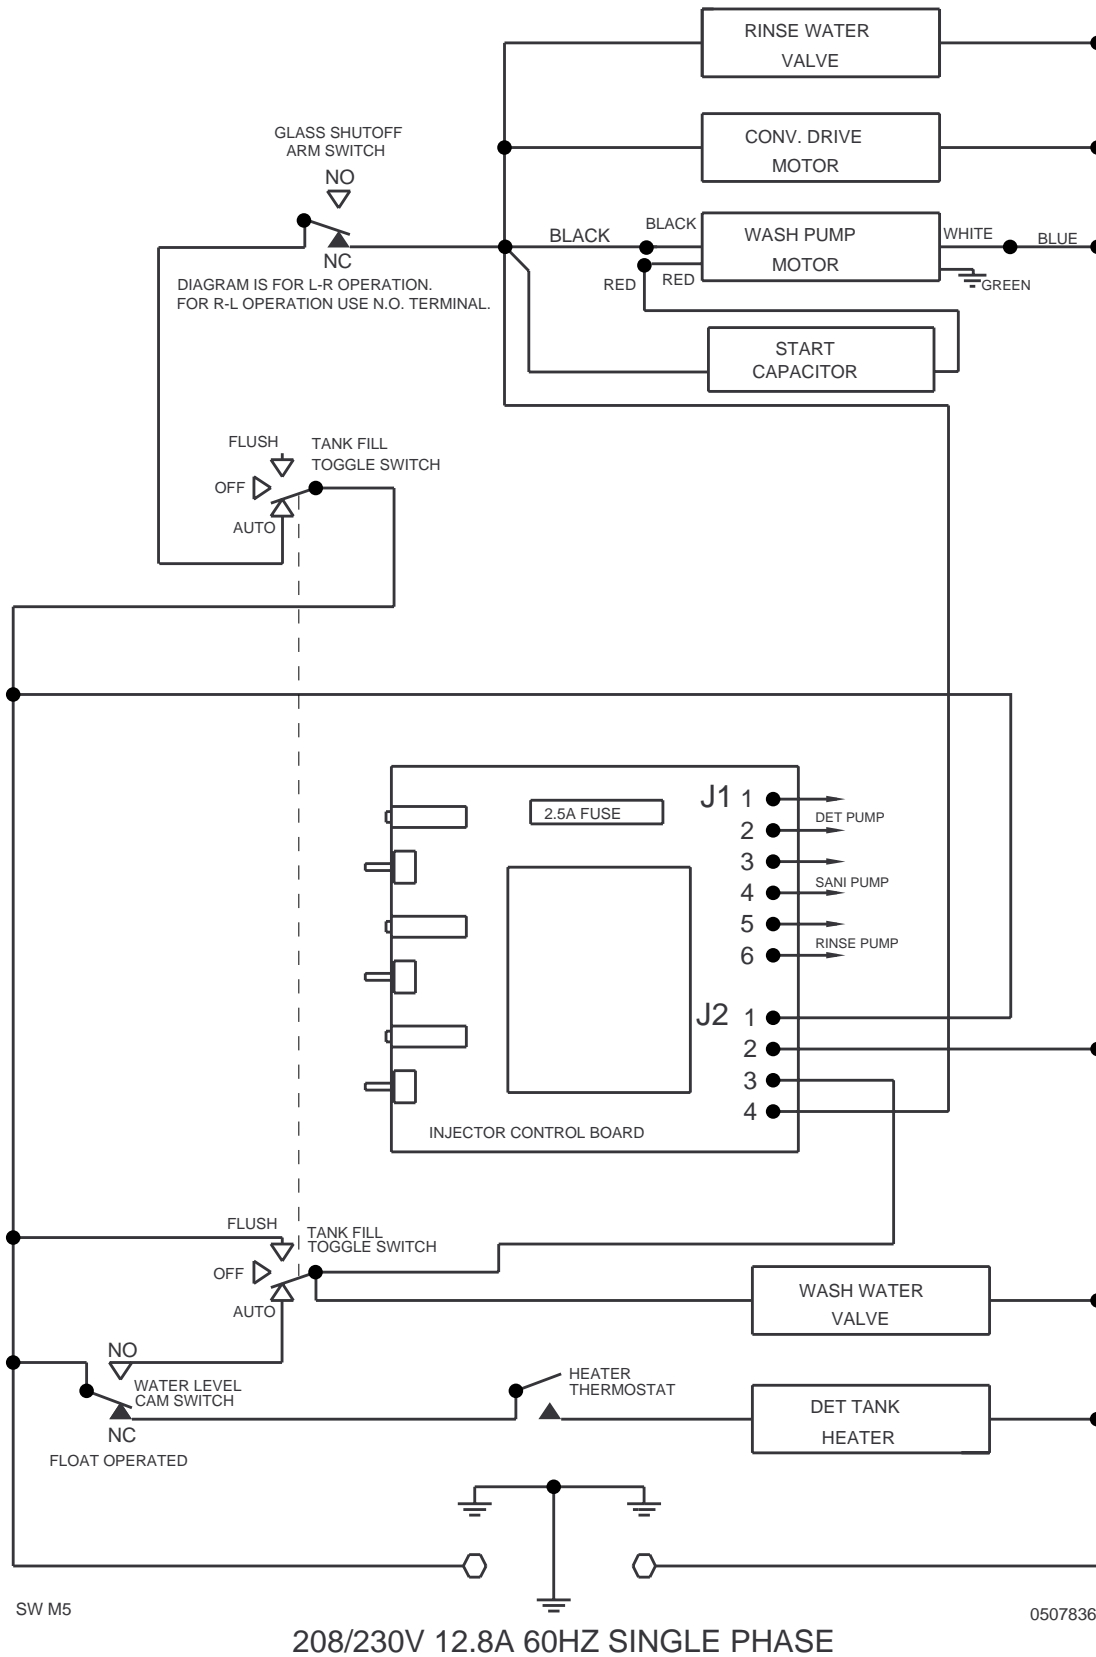 RINSE WATER
VALVE
GLASS SHUTOFF
ARM SWITCH
NO
CONV. DRIVE
MOTOR
NC
DIAGRAM IS FOR L-R OPERATION.
FOR R-L OPERATION USE N.O. TERMINAL.
BLACK
BLACK
WASH PUMP
MOTOR
WHITE
BLUE
RED
RED
GREEN
START
CAPACITOR
FLUSH
TANK FILL
TOGGLE SWITCH
OFF
AUTO
2.5A FUSE
J1 1
DET PUMP
2
3
SANI PUMP
4
5
RINSE PUMP
6
J2 1
2
3
4
INJECTOR CONTROL BOARD
FLUSH
TANK FILL
TOGGLE SWITCH
OFF
AUTO
WASH WATER
VALVE
NO
WATER LEVEL
CAM SWITCH
NC
FLOAT OPERATED
HEATER
THERMOSTAT
DET TANK
HEATER
SW M5
0507836
208/230V 12.8A 60HZ SINGLE PHASE